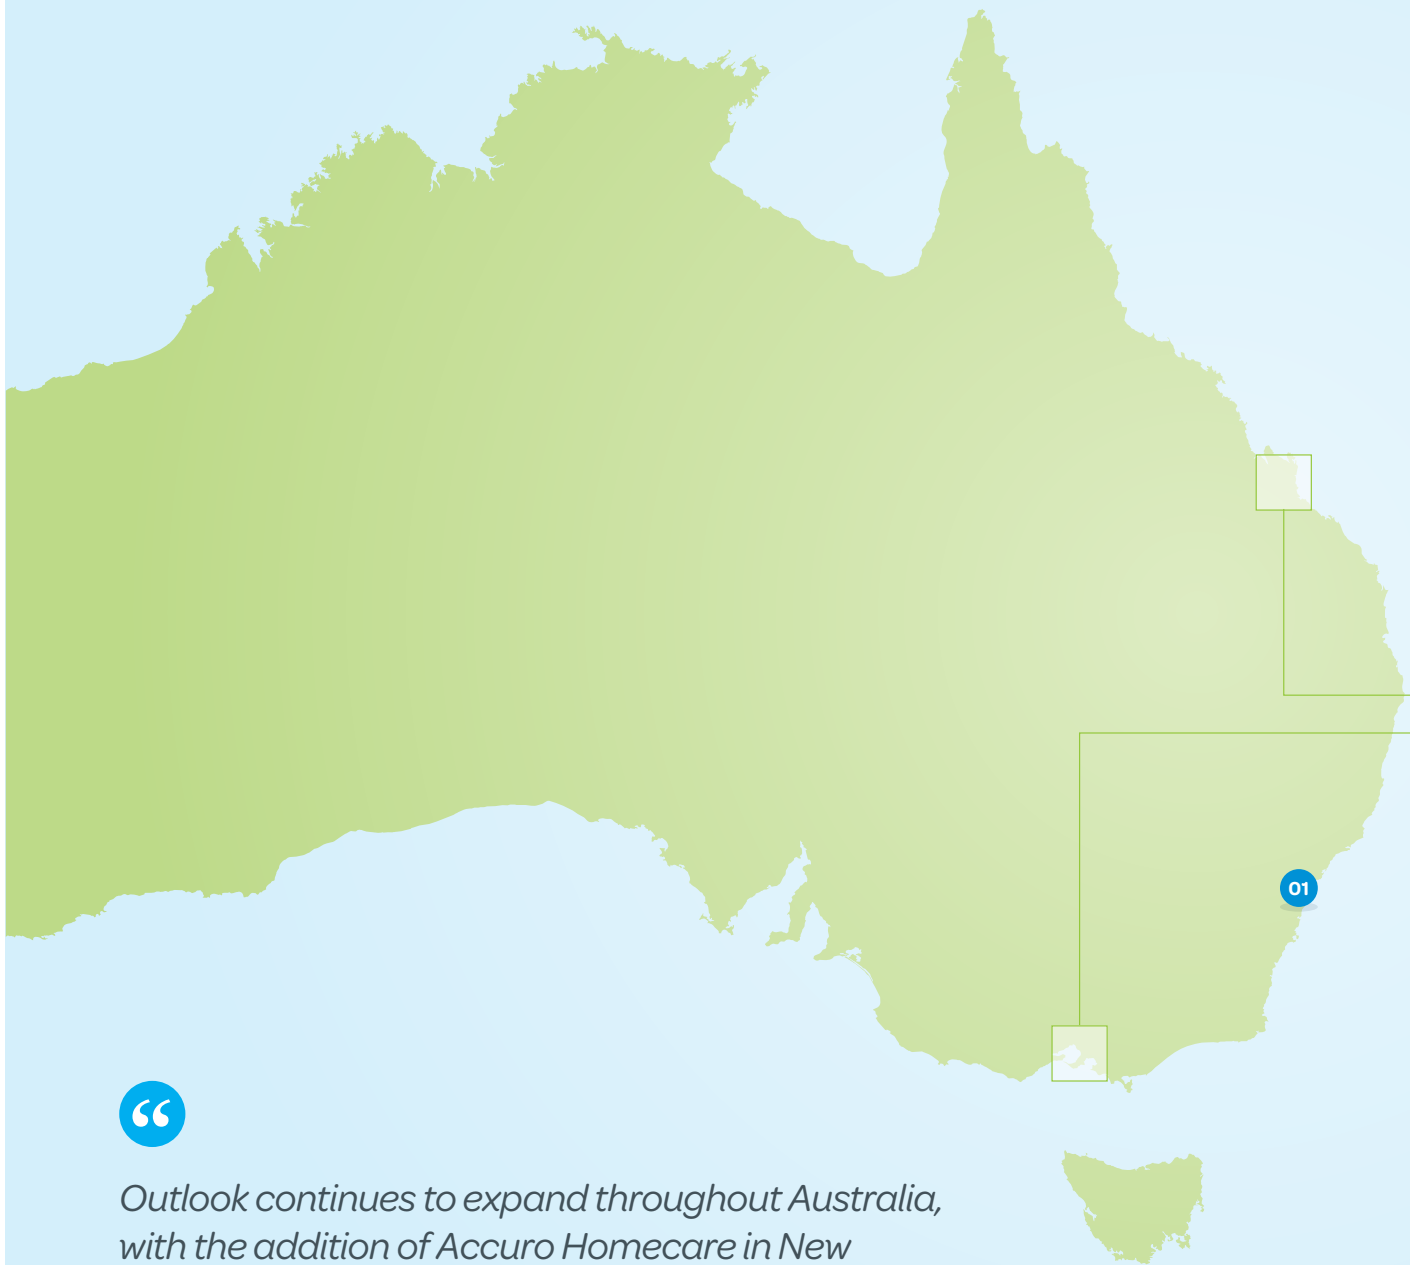 01
“
Outlook continues to expand throughout Australia,
with the addition of Accuro Homecare in New